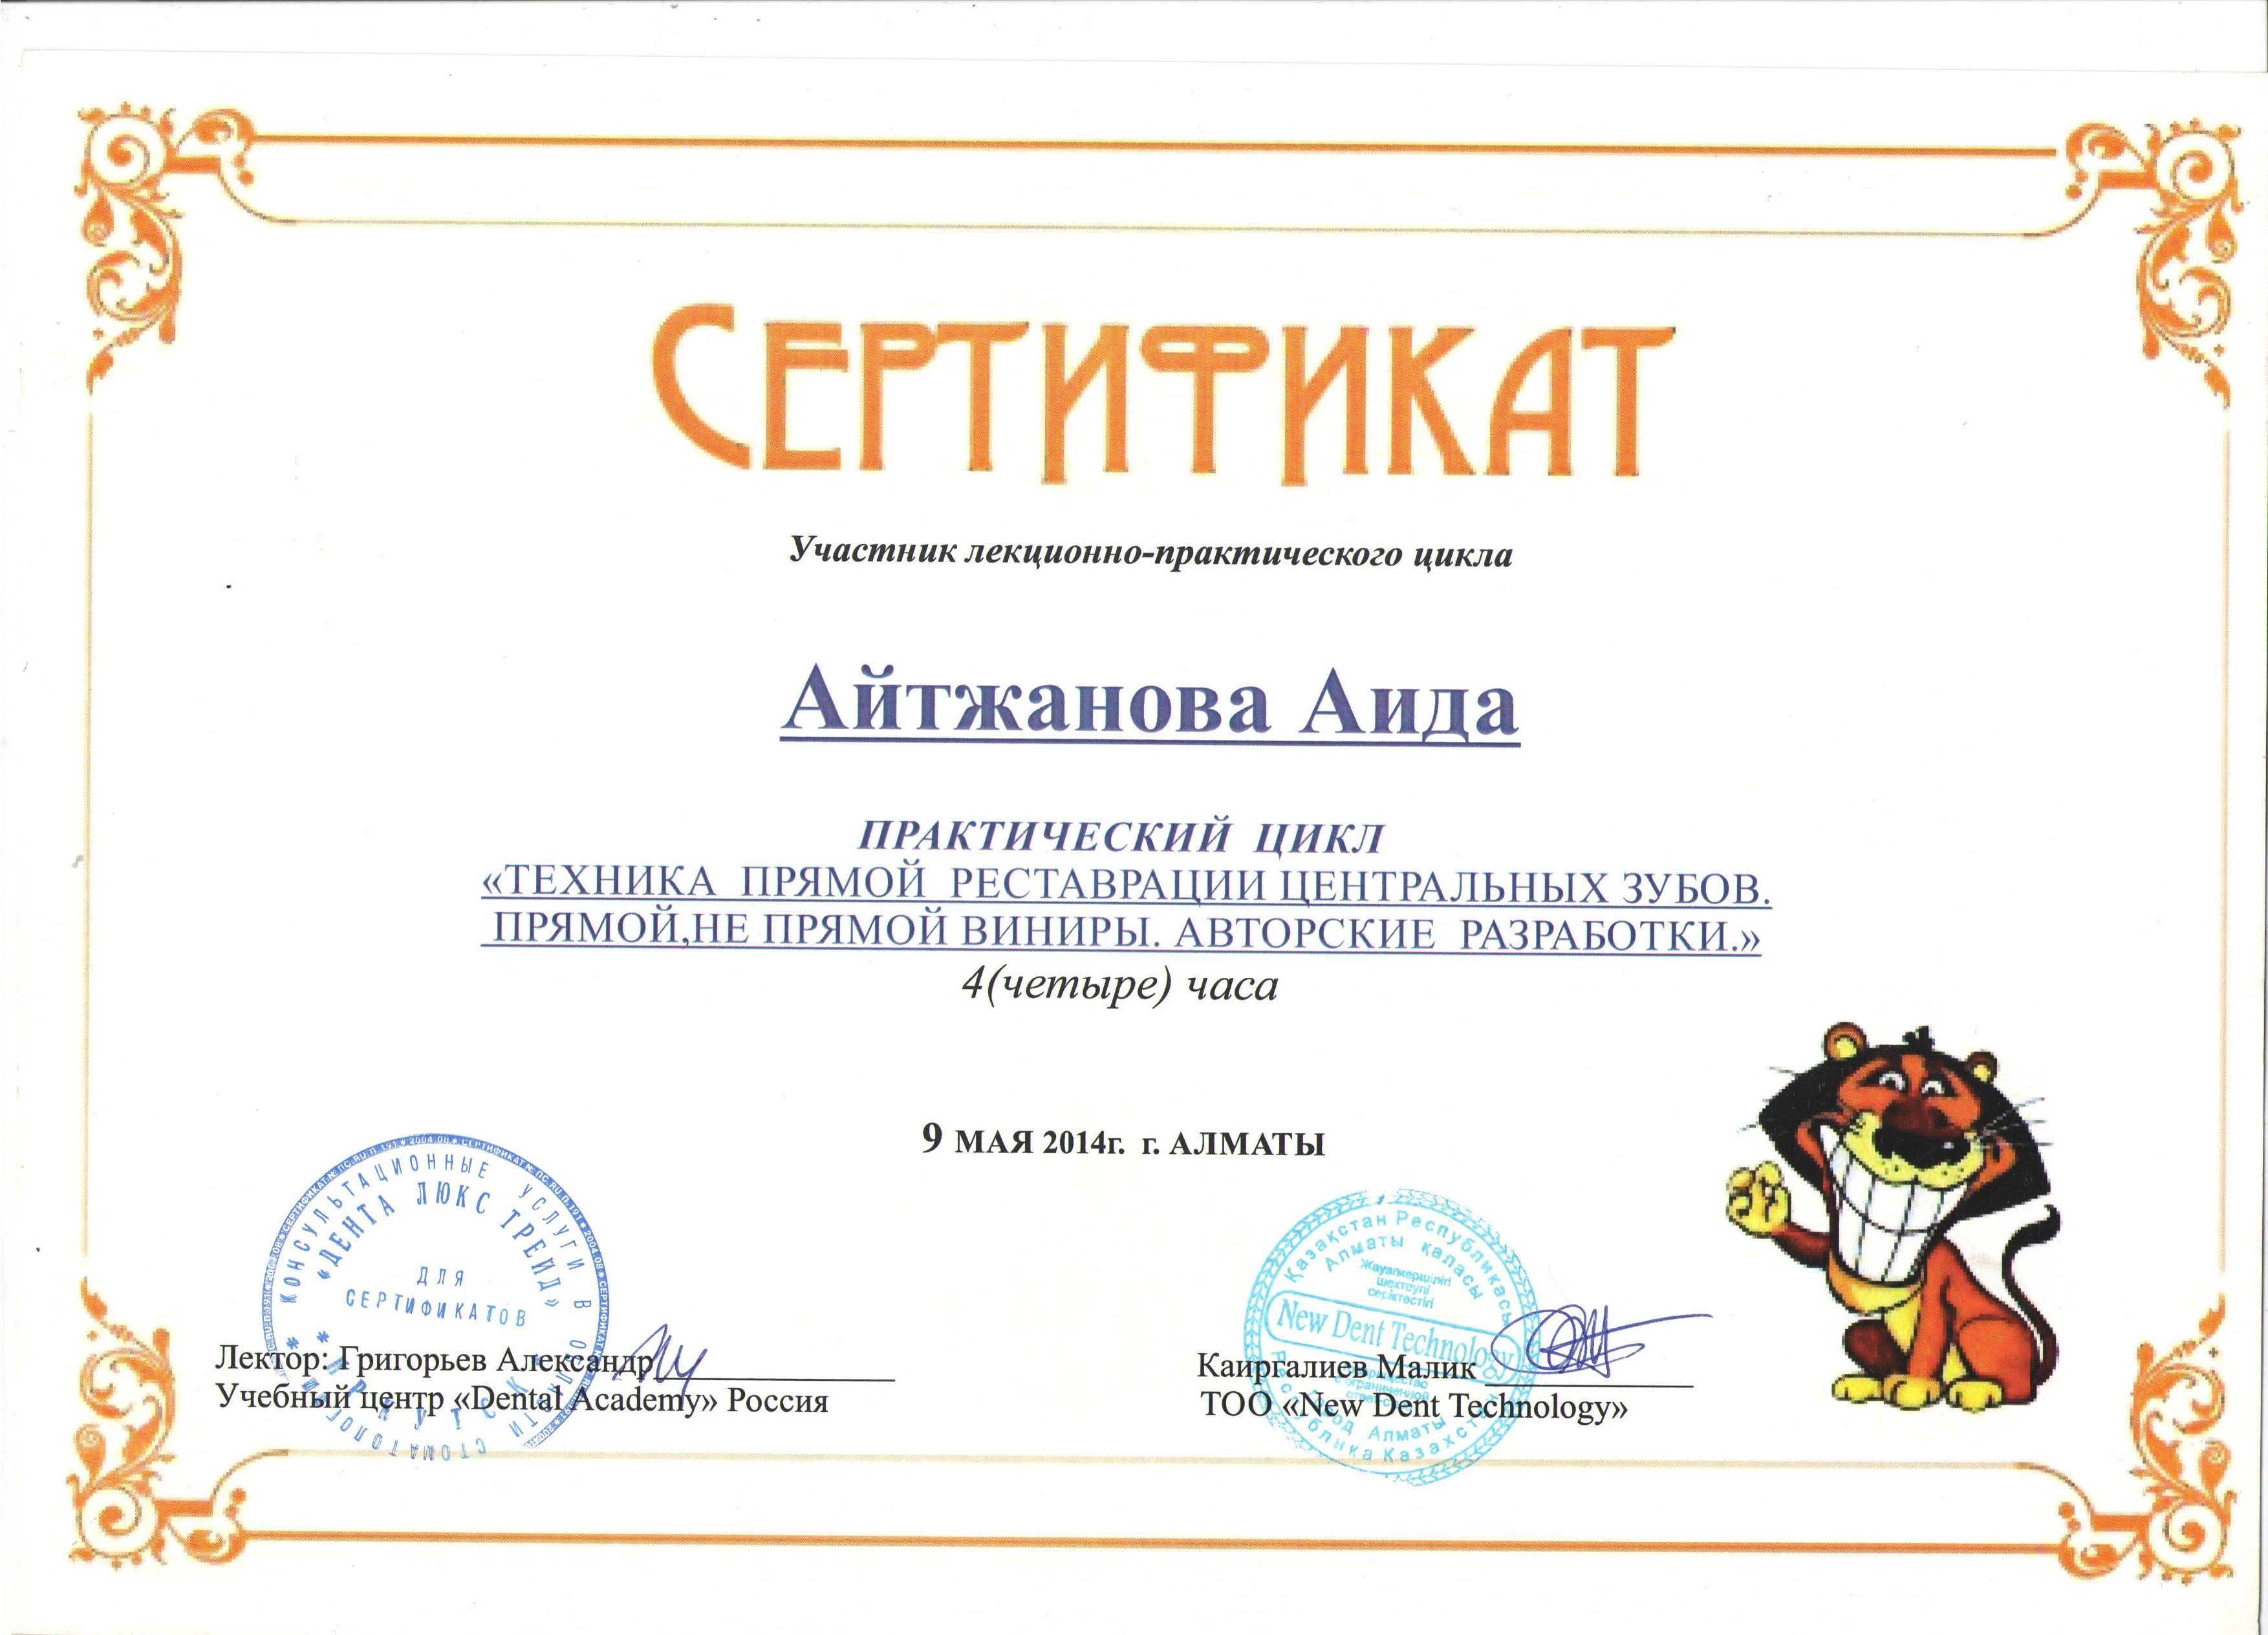 СЕРТИФИКАТ
Участник лекционно-практического цикла
Айтжанова Аида
ПРАКТИЧЕСКИЙ ЦИКЛ
«ТЕХНИКА ПРЯМОЙ РЕСТАВРАЦИИ ЦЕНТРАЛЬНЫХ ЗУБОВ.
ПРЯМОЙ,НЕ ПРЯМОЙ ВИНИРЫ. АВТОРСКИЕ РАЗРАБОТКИ.»
4(четыре) часа
9 МАЯ 2014г. г. АЛМАТЫ
КОНСУЛЬТАЦИОННЫЕ УСЛУГИ В ОБЛАСТИ СТОМАТОЛОГИИ
«ДЕНТА ЛЮКС ТРЕЙД»
ДЛЯ
СЕРТИФИКАТОВ
ИРКУТСК
Лектор: Григорьев Александр
Учебный центр «Dental Academy» Россия
Қазақстан Республикасы
Алматы қаласы
Жауапкершілігі
шектеулі
серіктестігі
New Dent Technology
город Алматы
Республика Казахстан
Каиргалиев Малик
ТОО «New Dent Technology»